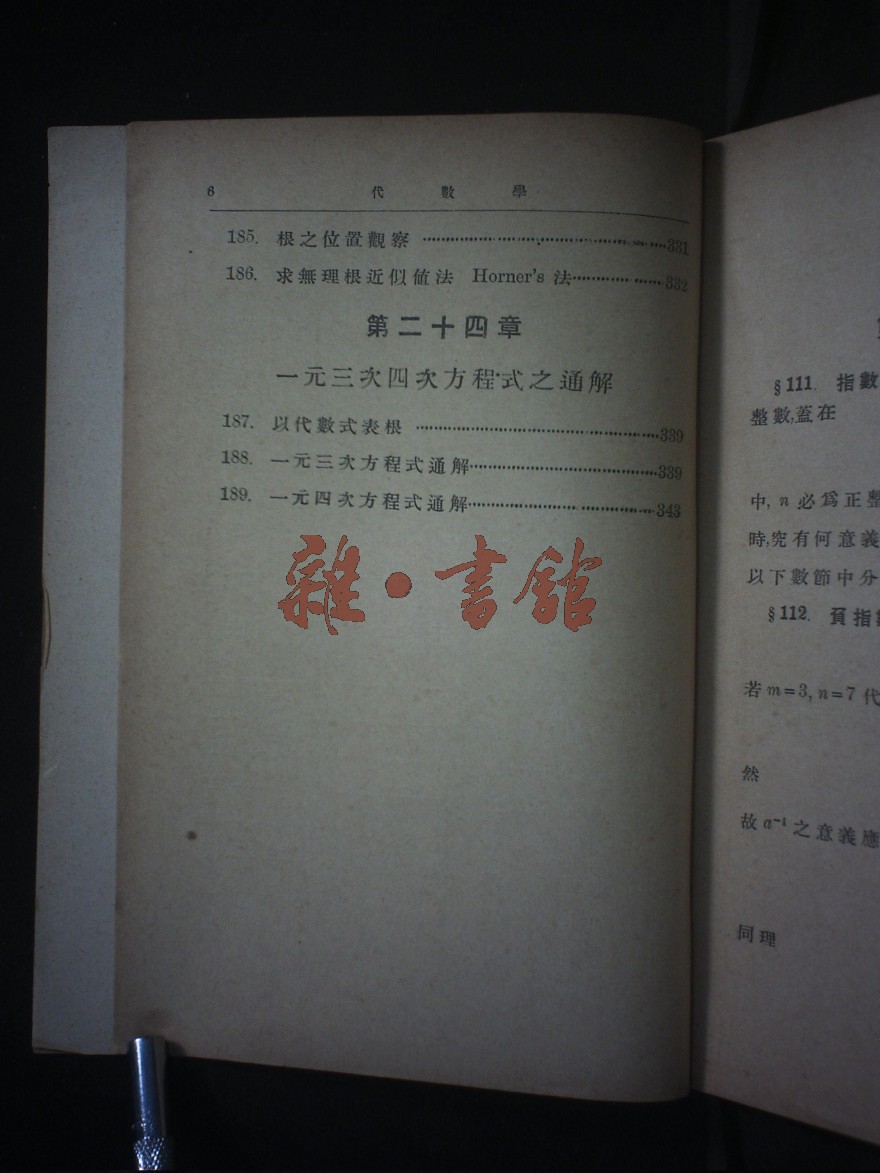 6 代數學
185. 根之位置觀察 ……331
186. 求無理根近似値法 Horner's 法……332
第二十四章
一元三次四次方程式之通解
187. 以代數式表根 ……339
188. 一元三次方程式通解……339
189. 一元四次方程式通解……343
雜·書館
§111. 指數
整數,蓋在
中, n 必爲正整
時,究有何意義
以下數節中分
§112. 負指
若 m=3, n=7 代
然
故 a⁻⁴ 之意義應
同理